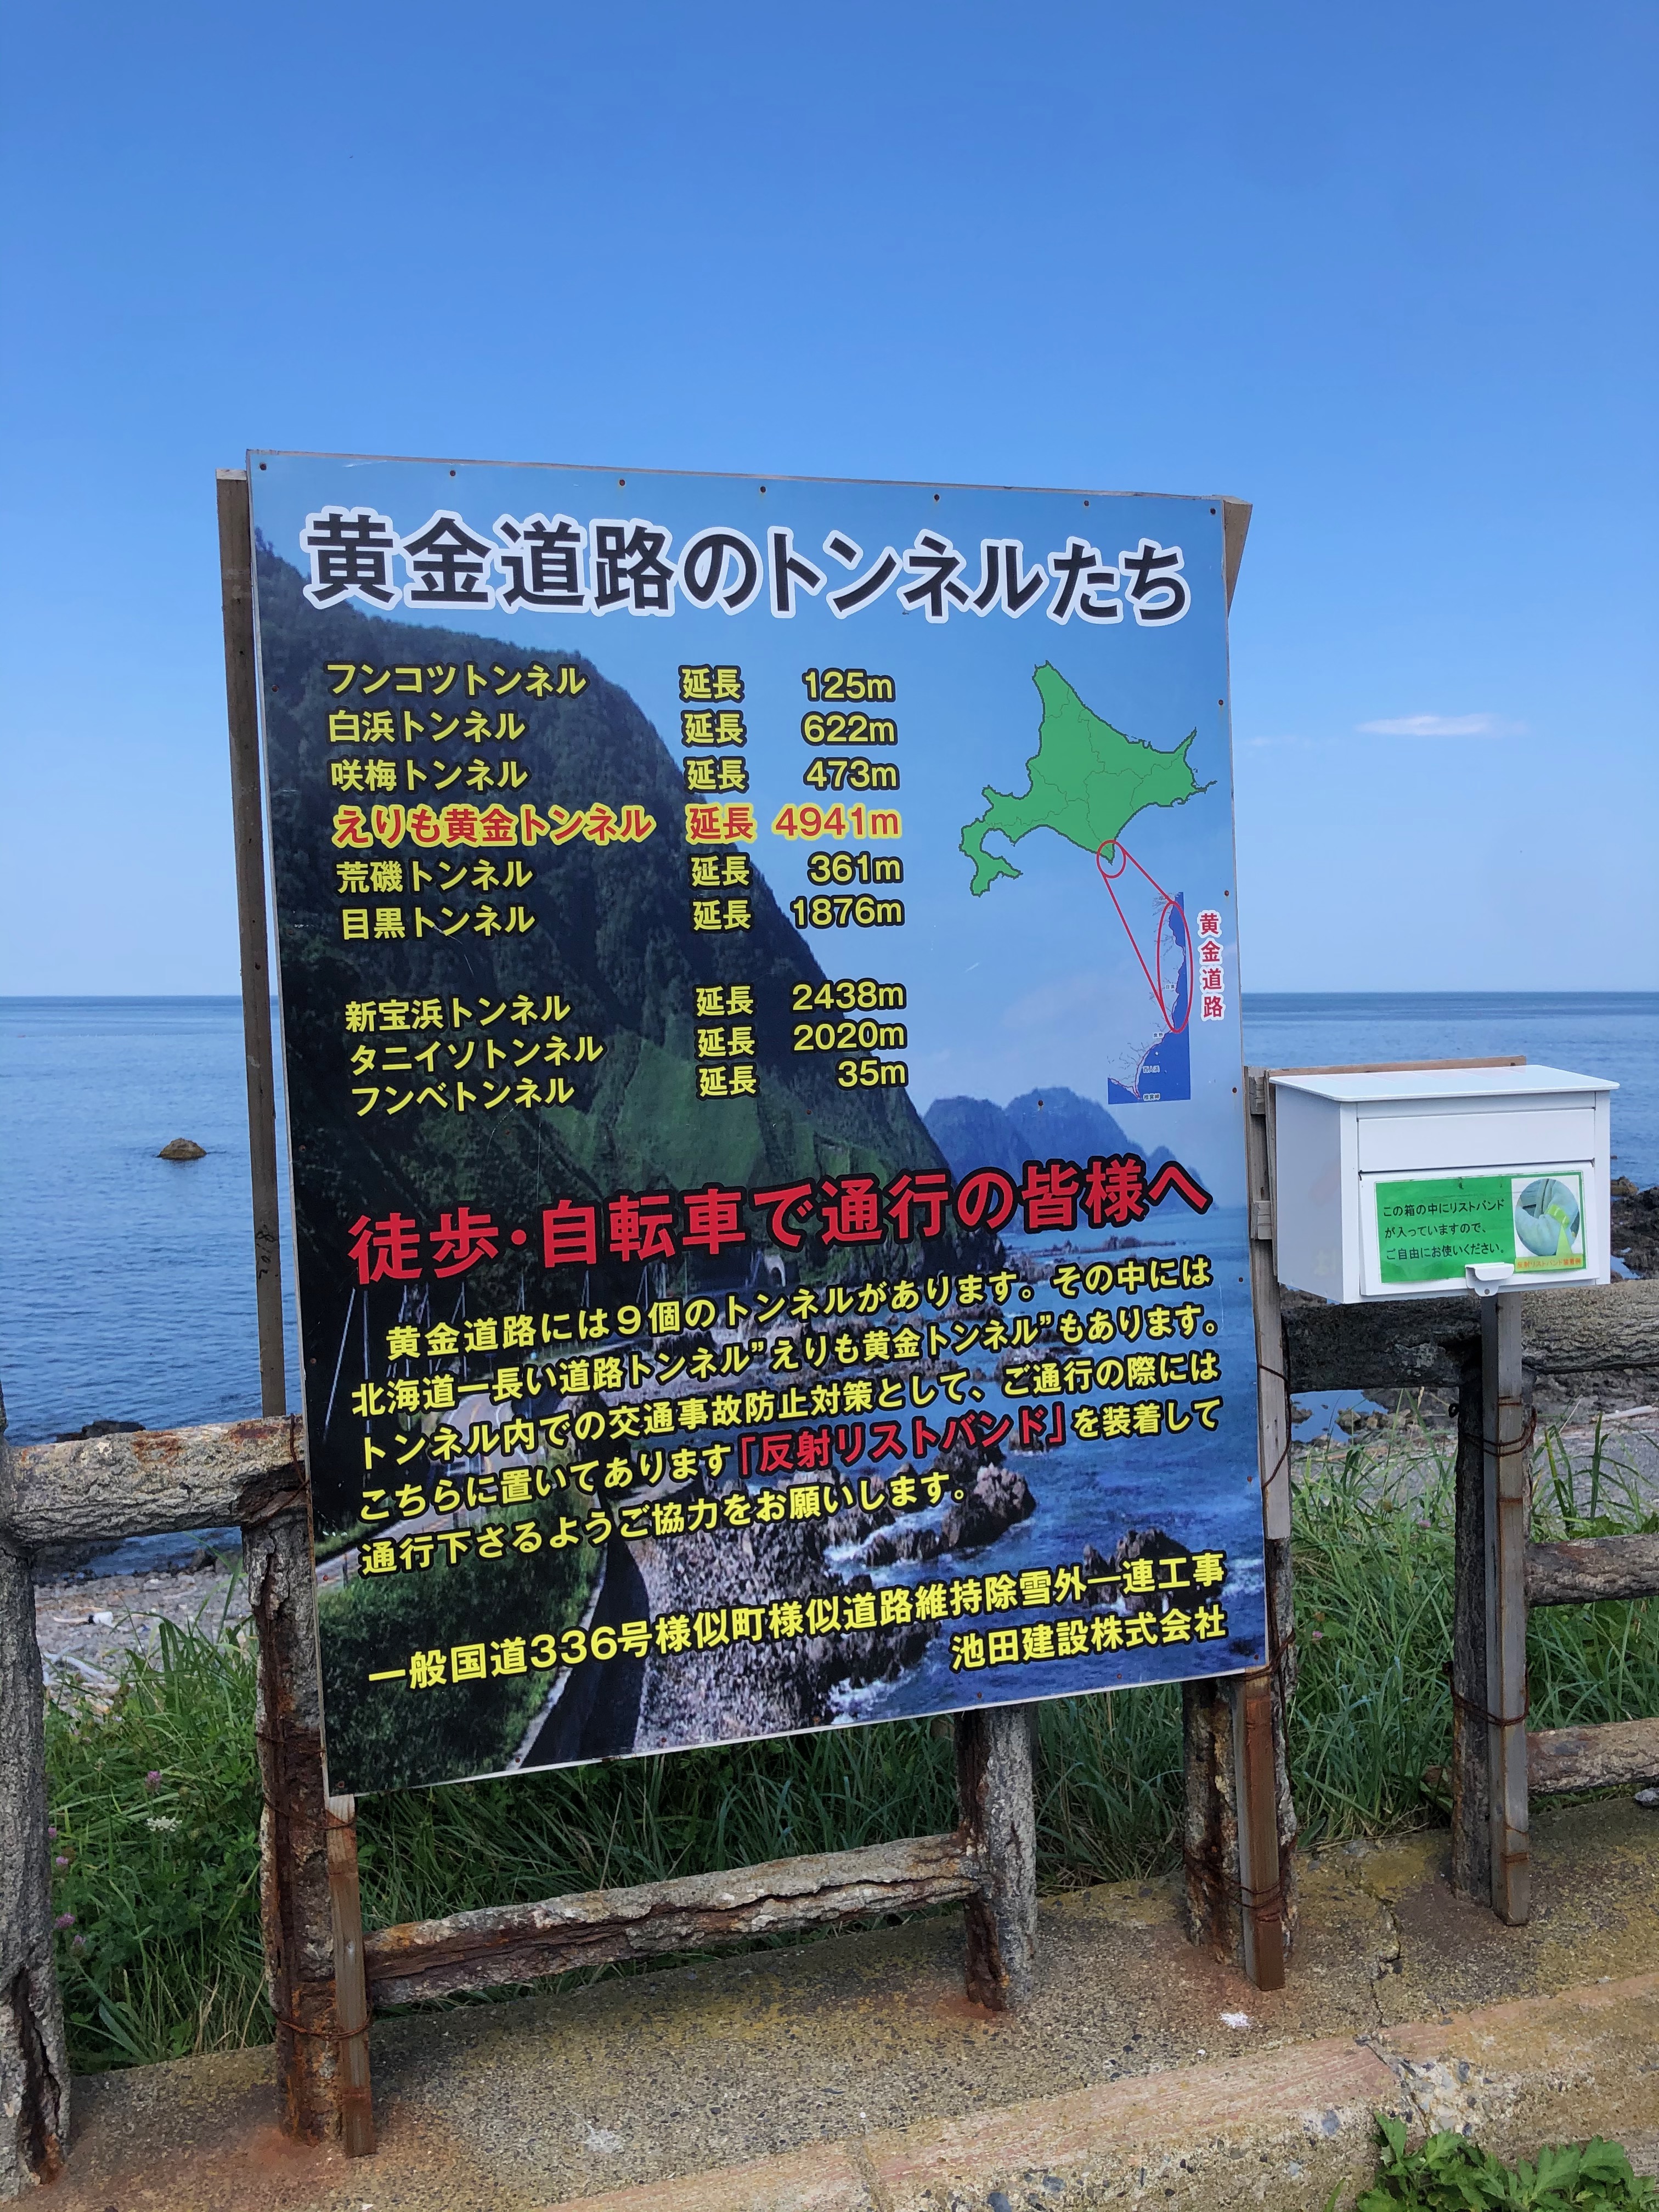 黄金道路のトンネルたち
フンコツトンネル 延長 125m
白浜トンネル 延長 622m
咲梅トンネル 延長 473m
えりも黄金トンネル 延長 4941m
荒磯トンネル 延長 361m
目黒トンネル 延長 1876m
新宝浜トンネル 延長 2438m
タニイソトンネル 延長 2020m
フンベトンネル 延長 35m
黄金道路
徒歩・自転車で通行の皆様へ
黄金道路には9個のトンネルがあります。その中には
北海道一長い道路トンネル”えりも黄金トンネル”もあります。
トンネル内での交通事故防止対策として、ご通行の際には
こちらに置いてあります「反射リストバンド」を装着して
通行下さるようご協力をお願いします。
一般国道336号様似町様似道路維持除雪外一連工事
池田建設株式会社
この箱の中にリストバンド
が入っていますので、
ご自由にお使いください。